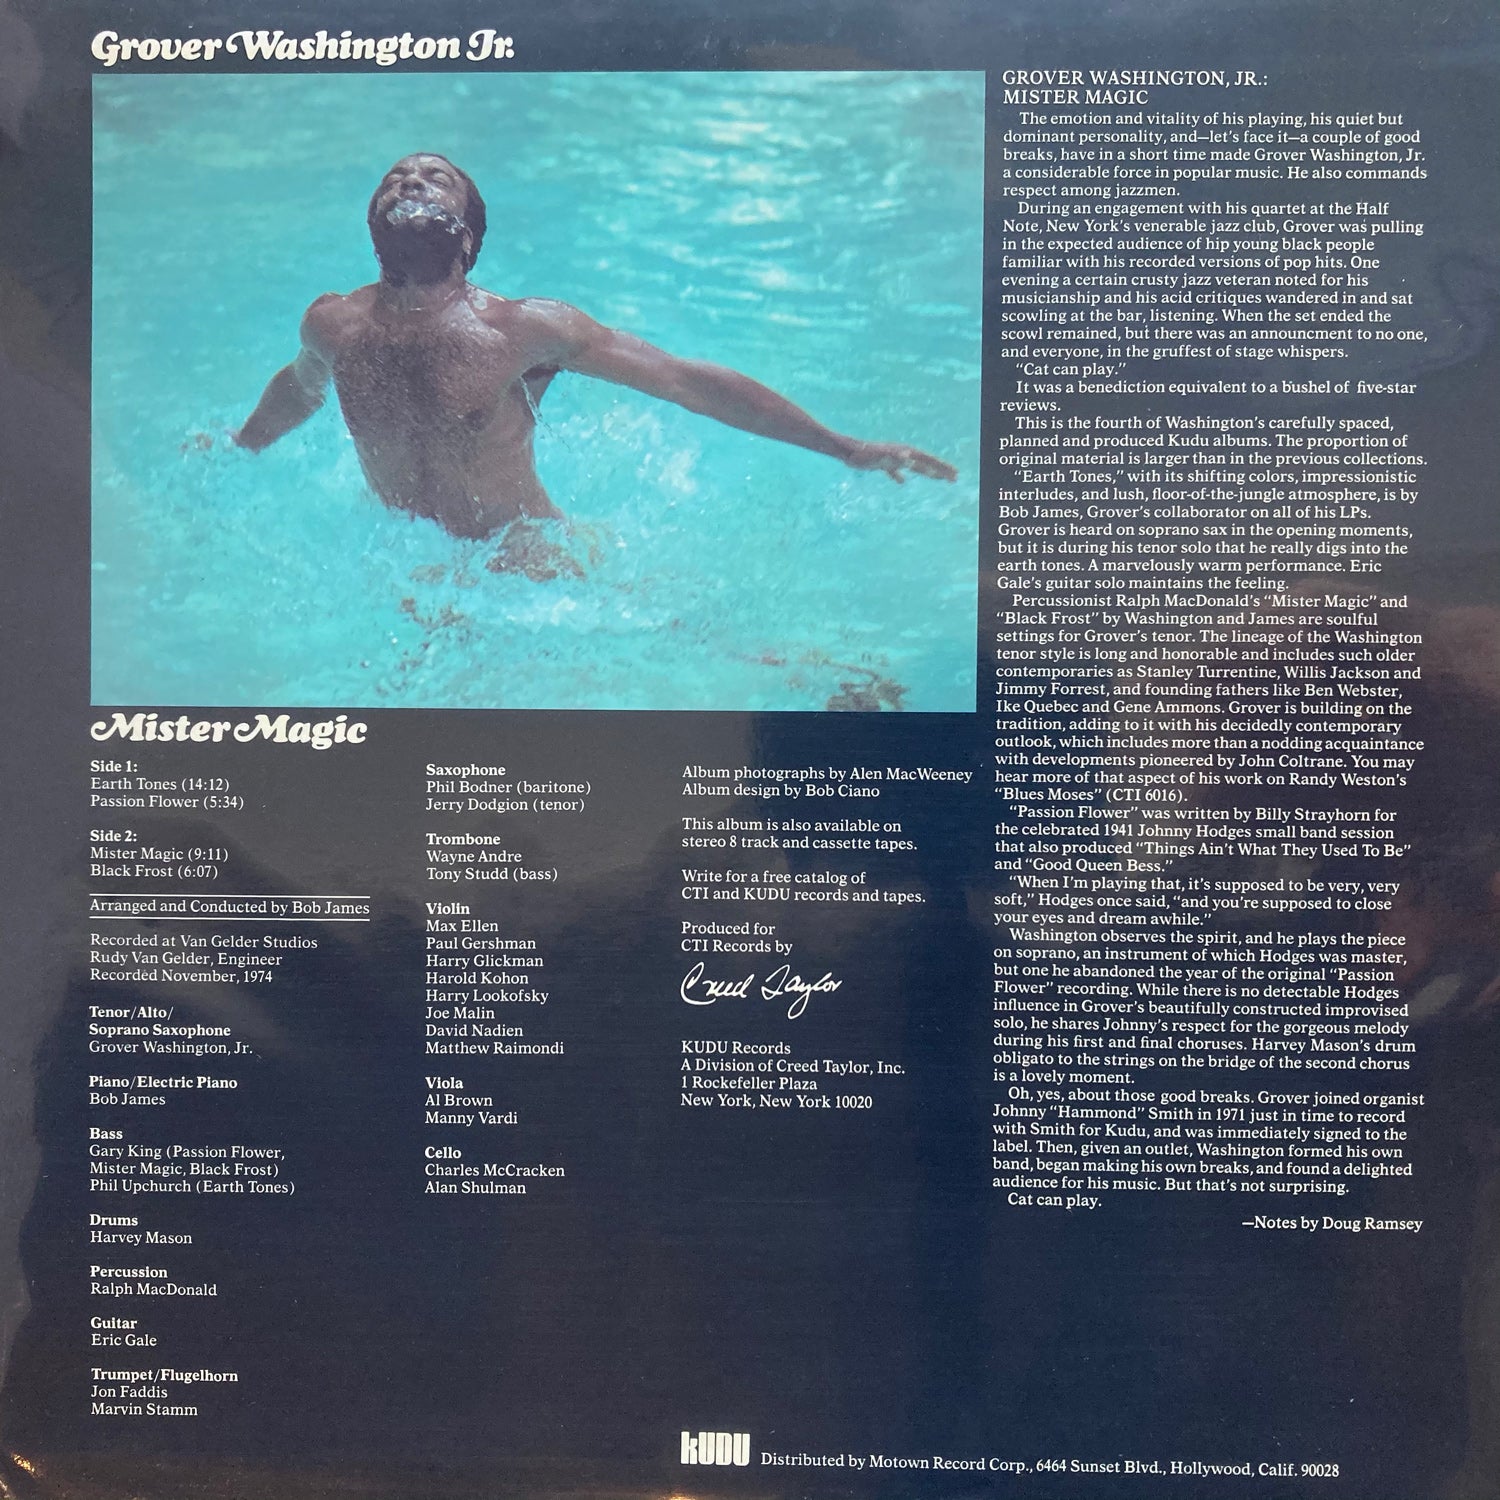 Grover Washington Jr.
Mister Magic
Side 1:
Earth Tones (14:12)
Passion Flower (5:34)
Side 2:
Mister Magic (9:11)
Black Frost (6:07)
Arranged and Conducted by Bob James
Recorded at Van Gelder Studios
Rudy Van Gelder, Engineer
Recorded November, 1974
Tenor/Alto/
Soprano Saxophone
Grover Washington, Jr.
Piano/Electric Piano
Bob James
Bass
Gary King (Passion Flower,
Mister Magic, Black Frost)
Phil Upchurch (Earth Tones)
Drums
Harvey Mason
Percussion
Ralph MacDonald
Guitar
Eric Gale
Trumpet/Flugelhorn
Jon Faddis
Marvin Stamm
Saxophone
Phil Bodner (baritone)
Jerry Dodgion (tenor)
Trombone
Wayne Andre
Tony Studd (bass)
Violin
Max Ellen
Paul Gershman
Harry Glickman
Harold Kohon
Harry Lookofsky
Joe Malin
David Nadien
Matthew Raimondi
Viola
Al Brown
Manny Vardi
Cello
Charles McCracken
Alan Shulman
Album photographs by Alen MacWeeney
Album design by Bob Ciano
This album is also available on
stereo 8 track and cassette tapes.
Write for a free catalog of
CTI and KUDU records and tapes.
Produced for
CTI Records by
Creed Taylor
KUDU Records
A Division of Creed Taylor, Inc.
1 Rockefeller Plaza
New York, New York 10020
GROVER WASHINGTON, JR.:
MISTER MAGIC
The emotion and vitality of his playing, his quiet but
dominant personality, and—let's face it—a couple of good
breaks, have in a short time made Grover Washington, Jr.
a considerable force in popular music. He also commands
respect among jazzmen.
During an engagement with his quartet at the Half
Note, New York's venerable jazz club, Grover was pulling
in the expected audience of hip young black people
familiar with his recorded versions of pop hits. One
evening a certain crusty jazz veteran noted for his
musicianship and his acid critiques wandered in and sat
scowling at the bar, listening. When the set ended the
scowl remained, but there was an announcment to no one,
and everyone, in the gruffest of stage whispers.
"Cat can play."
It was a benediction equivalent to a bushel of five-star
reviews.
This is the fourth of Washington's carefully spaced,
planned and produced Kudu albums. The proportion of
original material is larger than in the previous collections.
"Earth Tones," with its shifting colors, impressionistic
interludes, and lush, floor-of-the-jungle atmosphere, is by
Bob James, Grover's collaborator on all of his LPs.
Grover is heard on soprano sax in the opening moments,
but it is during his tenor solo that he really digs into the
earth tones. A marvelously warm performance. Eric
Gale's guitar solo maintains the feeling.
Percussionist Ralph MacDonald's "Mister Magic" and
"Black Frost" by Washington and James are soulful
settings for Grover's tenor. The lineage of the Washington
tenor style is long and honorable and includes such older
contemporaries as Stanley Turrentine, Willis Jackson and
Jimmy Forrest, and founding fathers like Ben Webster,
Ike Quebec and Gene Ammons. Grover is building on the
tradition, adding to it with his decidedly contemporary
outlook, which includes more than a nodding acquaintance
with developments pioneered by John Coltrane. You may
hear more of that aspect of his work on Randy Weston's
"Blues Moses" (CTI 6016).
"Passion Flower" was written by Billy Strayhorn for
the celebrated 1941 Johnny Hodges small band session
that also produced "Things Ain't What They Used To Be"
and "Good Queen Bess."
"When I'm playing that, it's supposed to be very, very
soft," Hodges once said, "and you're supposed to close
your eyes and dream awhile."
Washington observes the spirit, and he plays the piece
on soprano, an instrument of which Hodges was master,
but one he abandoned the year of the original "Passion
Flower" recording. While there is no detectable Hodges
influence in Grover's beautifully constructed improvised
solo, he shares Johnny's respect for the gorgeous melody
during his first and final choruses. Harvey Mason's drum
obligato to the strings on the bridge of the second chorus
is a lovely moment.
Oh, yes, about those good breaks. Grover joined organist
Johnny "Hammond" Smith in 1971 just in time to record
with Smith for Kudu, and was immediately signed to the
label. Then, given an outlet, Washington formed his own
band, began making his own breaks, and found a delighted
audience for his music. But that's not surprising.
Cat can play.
—Notes by Doug Ramsey
KUDU Distributed by Motown Record Corp., 6464 Sunset Blvd., Hollywood, Calif. 90028